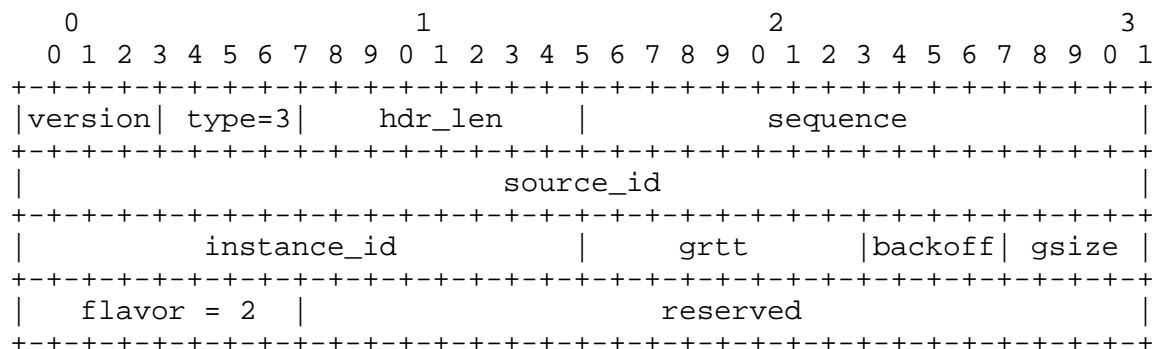 0                   1                   2                   3
    0 1 2 3 4 5 6 7 8 9 0 1 2 3 4 5 6 7 8 9 0 1 2 3 4 5 6 7 8 9 0 1
   +-+-+-+-+-+-+-+-+-+-+-+-+-+-+-+-+-+-+-+-+-+-+-+-+-+-+-+-+-+-+-+-+
   |version| type=3|    hdr_len    |          sequence             |
   +-+-+-+-+-+-+-+-+-+-+-+-+-+-+-+-+-+-+-+-+-+-+-+-+-+-+-+-+-+-+-+-+
   |                           source_id                           |
   +-+-+-+-+-+-+-+-+-+-+-+-+-+-+-+-+-+-+-+-+-+-+-+-+-+-+-+-+-+-+-+-+
   |          instance_id          |     grtt      |backoff| gsize |
   +-+-+-+-+-+-+-+-+-+-+-+-+-+-+-+-+-+-+-+-+-+-+-+-+-+-+-+-+-+-+-+-+
   |   flavor = 2  |                    reserved                   |
   +-+-+-+-+-+-+-+-+-+-+-+-+-+-+-+-+-+-+-+-+-+-+-+-+-+-+-+-+-+-+-+-+